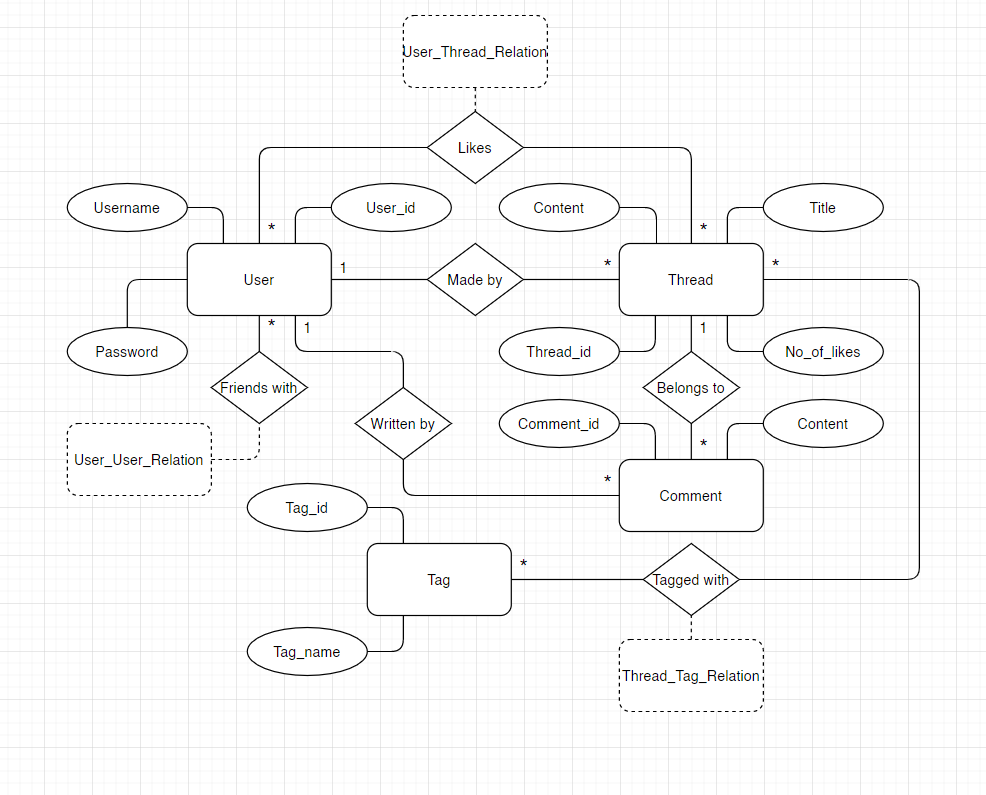 User_Thread_Relation
Likes
Username
User_id
Content
Title
*
*
User
1
Made by
*
Thread
*
*
1
1
Password
Thread_id
No_of_likes
Friends with
Belongs to
Written by
Comment_id
Content
User_User_Relation
*
*
Comment
Tag_id
Tag
*
Tagged with
Tag_name
Thread_Tag_Relation